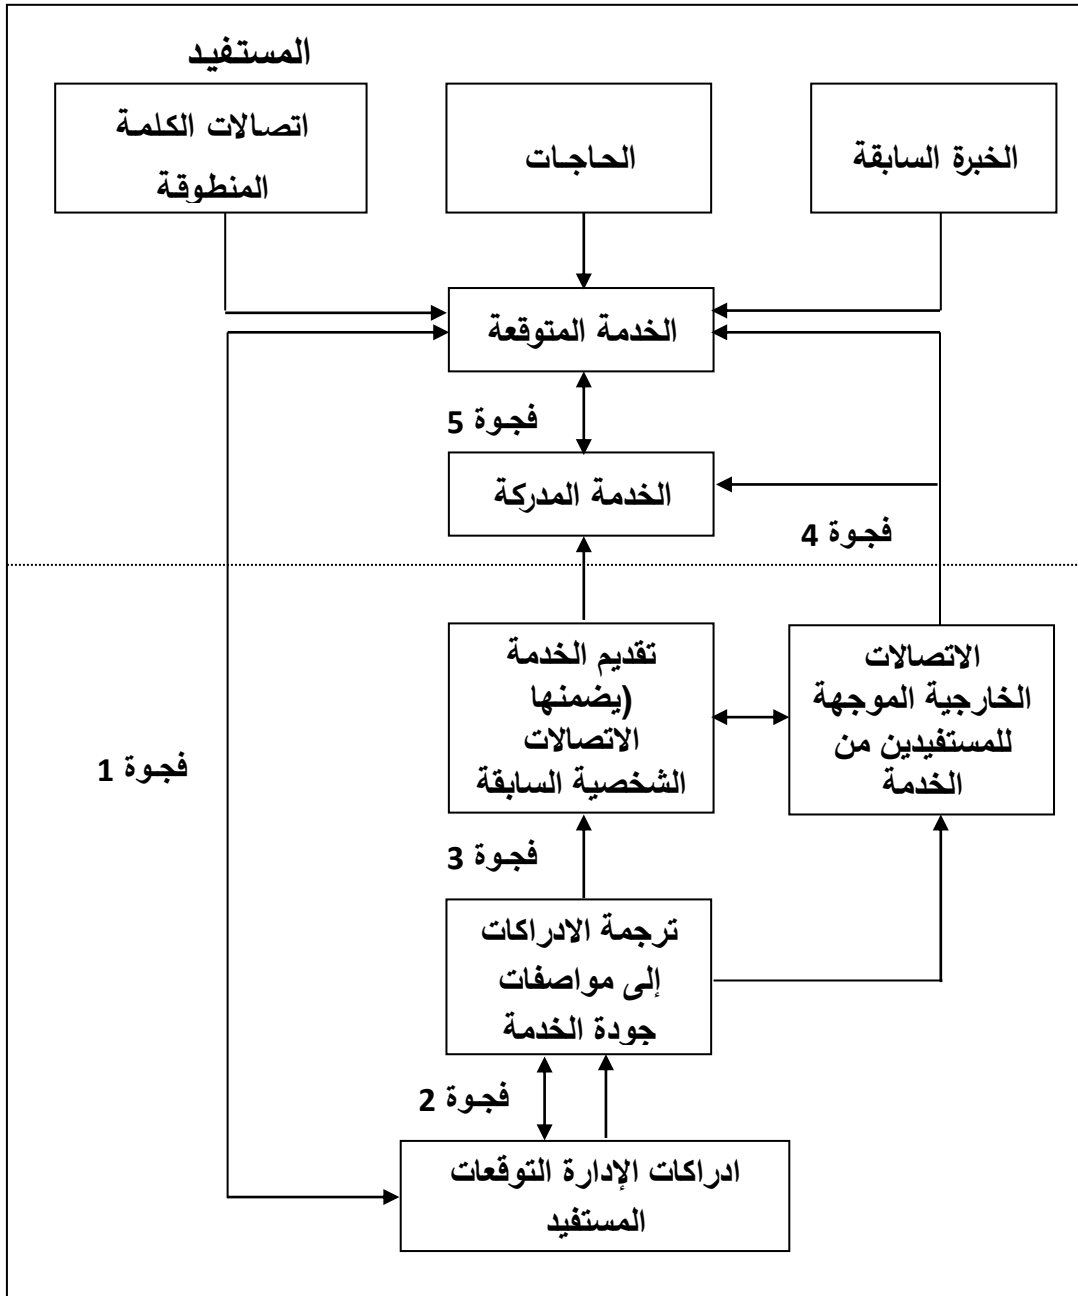 المستفيد
الخبرة السابقة
الحاجات
اتصالات الكلمة
المنطوقة
الخدمة المتوقعة
فجوة 5
الخدمة المدركة
فجوة 4
الاتصالات
الخارجية الموجهة
للمستفيدين من
الخدمة
تقديم الخدمة
(يضمنها
الاتصالات
الشخصية السابقة
فجوة 1
فجوة 3
ترجمة الادراكات
إلى مواصفات
جودة الخدمة
فجوة 2
ادراكات الإدارة التوقعات
المستفيد